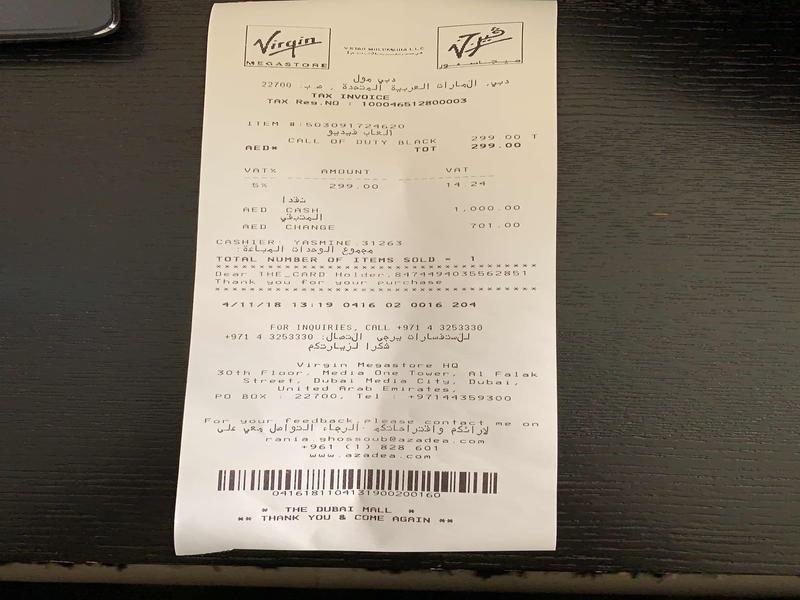 Virgin
MEGASTORE
VSTAR MULTIMEDIA L.L.C
ڤيرجن
ميجاستور
دبي مول
دبي، الامارات العربية المتحدة , ص.ب: 22700
TAX INVOICE
TAX Reg.NO : 100046512800003
ITEM #:503091724620
العاب فيديو
CALL OF DUTY BLACK 299.00 T
AED* TOT 299.00
VAT% AMOUNT VAT
5% 299.00 14.24
نقدا
AED CASH 1,000.00
المتبقي
AED CHANGE 701.00
CASHIER YASMINE.31263
مجموع الوحدات المباعة:
TOTAL NUMBER OF ITEMS SOLD = 1
Dear THE_CARD Holder,8474494035562851
Thank you for your purchase
4/11/18 13:19 0416 02 0016 204
FOR INQUIRIES, CALL +971 4 3253330
للاستفسارات يرجى الاتصال: 3253330 4 971+
شكرا لزيارتكم
Virgin Megastore HQ
30th Floor, Media One Tower, Al Falak
Street, Dubai Media City, Dubai,
United Arab Emirates,
PO BOX : 22700, Tel : +97144359300
For your feedback please contact me on
لآرائكم واقتراحاتكم الرجاء التواصل معي على
rania.ghossoub@azadea.com
+961 (1) 828 601
www.azadea.com
0416181104131900200160
* THE DUBAI MALL *
** THANK YOU & COME AGAIN **